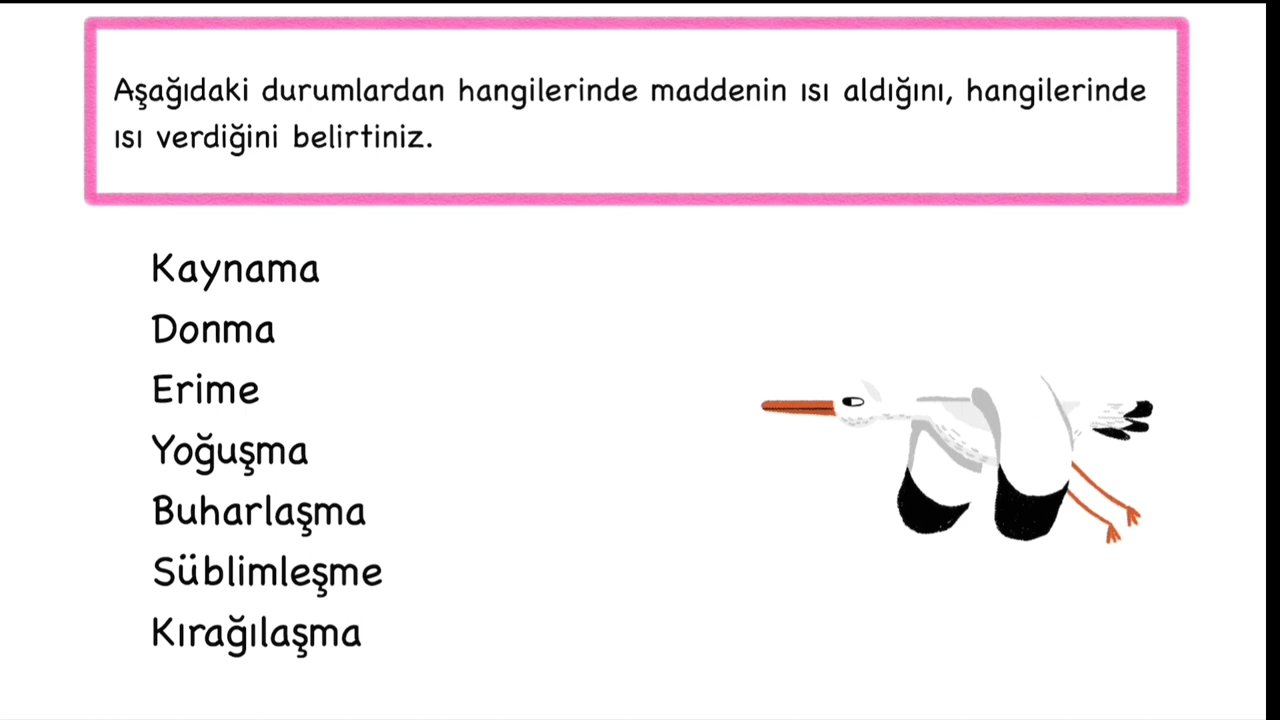 Aşağıdaki durumlardan hangilerinde maddenin ısı aldığını, hangilerinde
ısı verdiğini belirtiniz.
Kaynama
Donma
Erime
Yoğuşma
Buharlaşma
Süblimleşme
Kırağılaşma